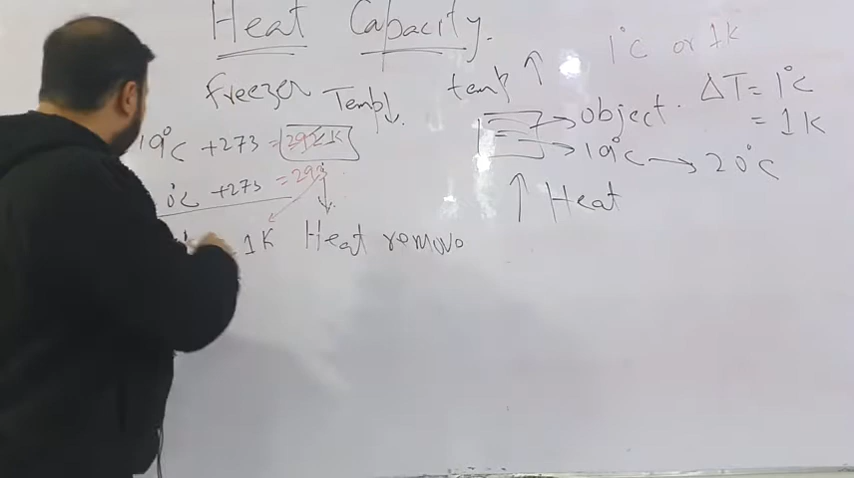 Heat Capacity.
1°C or 1K
Freezer Temp↓. temp ↑
ΔT = 1°C
= 1K
→ object.
19°C +273 = 292K
→ 19°C → 20°C
0°C +273 = 293
↑ Heat
1K Heat remove